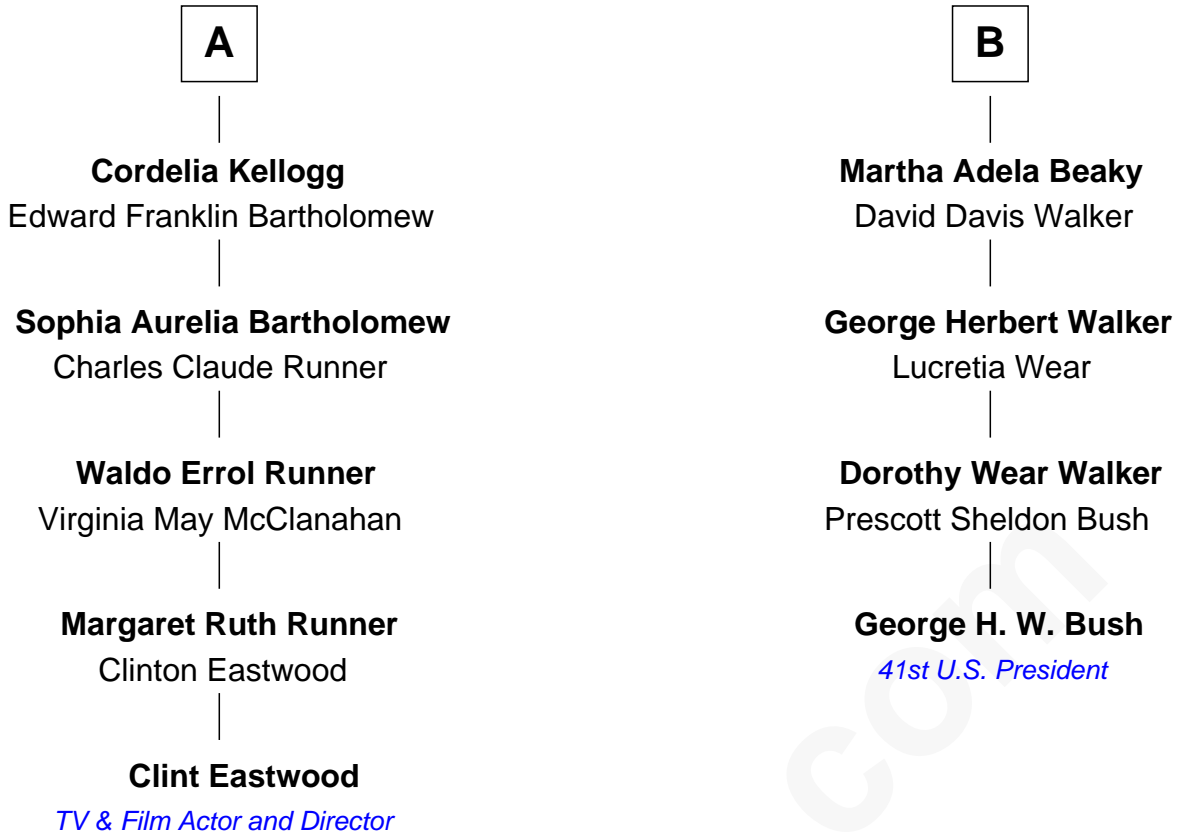 A
Cordelia Kellogg
Edward Franklin Bartholomew
Sophia Aurelia Bartholomew
Charles Claude Runner
Waldo Errol Runner
Virginia May McClanahan
Margaret Ruth Runner
Clinton Eastwood
Clint Eastwood
TV & Film Actor and Director
B
Martha Adela Beaky
David Davis Walker
George Herbert Walker
Lucretia Wear
Dorothy Wear Walker
Prescott Sheldon Bush
George H. W. Bush
41st U.S. President
com